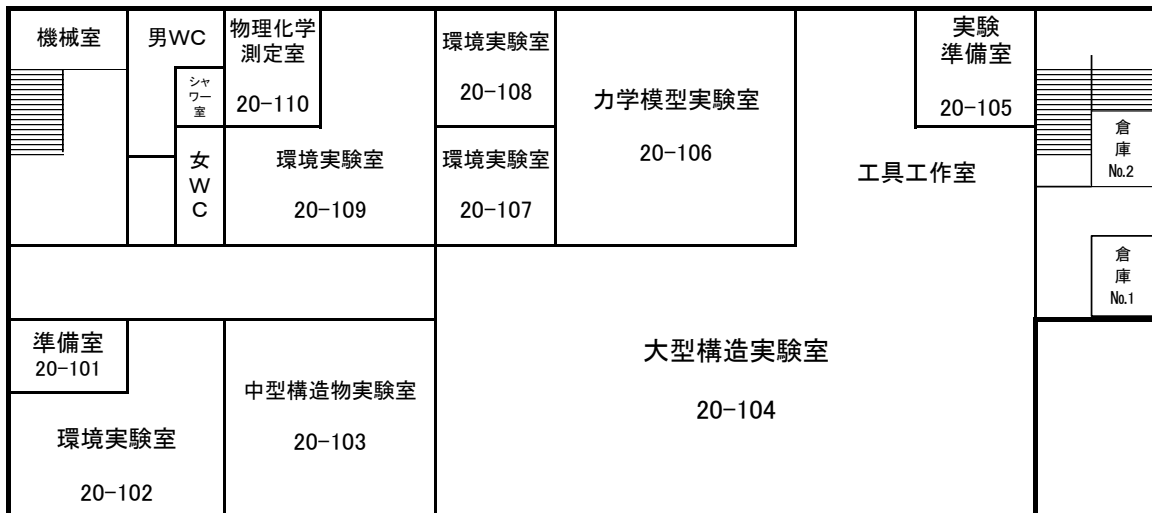 機械室
男WC
シャ
ワー
室
女
W
C
物理化学
測定室
20-110
環境実験室
20-109
環境実験室
20-108
環境実験室
20-107
力学模型実験室
20-106
実験
準備室
20-105
工具工作室
倉
庫
No.2
倉
庫
No.1
準備室
20-101
環境実験室
20-102
中型構造物実験室
20-103
大型構造実験室
20-104